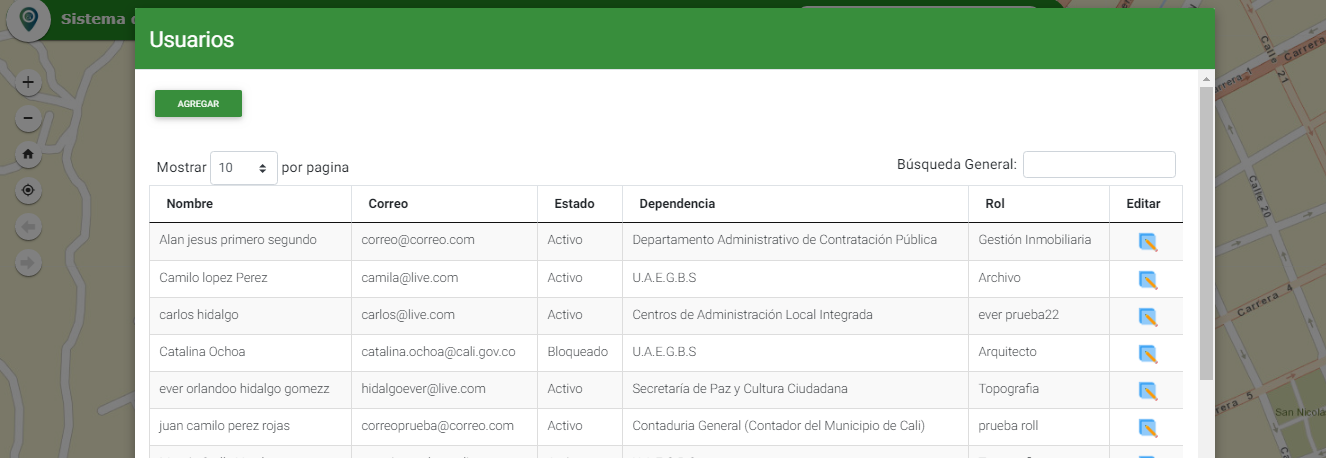 Sistema d
Usuarios
AGREGAR
Mostrar 10 por pagina
Búsqueda General:
Nombre Correo Estado Dependencia Rol Editar
Alan jesus primero segundo correo@correo.com Activo Departamento Administrativo de Contratación Pública Gestión Inmobiliaria
Camilo lopez Perez camila@live.com Activo U.A.E.G.B.S Archivo
carlos hidalgo carlos@live.com Activo Centros de Administración Local Integrada ever prueba22
Catalina Ochoa catalina.ochoa@cali.gov.co Bloqueado U.A.E.G.B.S Arquitecto
ever orlandoo hidalgo gomezz hidalgoever@live.com Activo Secretaría de Paz y Cultura Ciudadana Topografia
juan camilo perez rojas correoprueba@correo.com Activo Contaduria General (Contador del Municipio de Cali) prueba roll
Calle 21
Carrera 1
Calle 20
Carrera 4
Carrera 5
San Nicolas